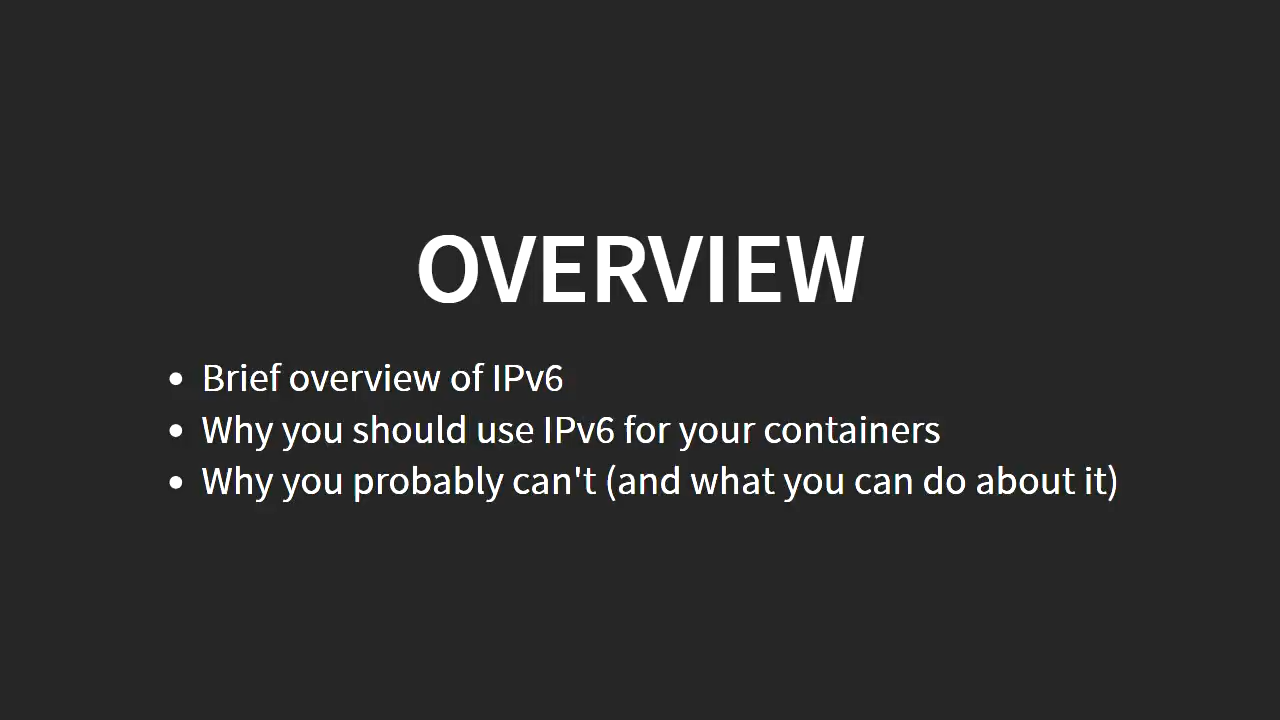 OVERVIEW
• Brief overview of IPv6
• Why you should use IPv6 for your containers
• Why you probably can't (and what you can do about it)